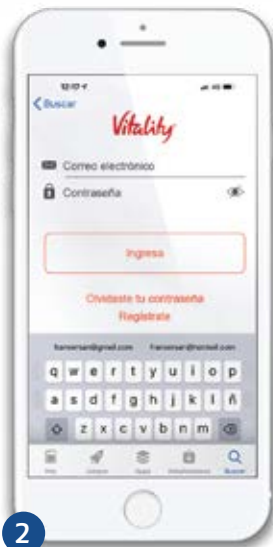 Buscar
Vitality
Correo electrónico
Contraseña
Ingresa
Olvidaste tu contraseña
Regístrate
q w e r t y u i o p
a s d f g h j k l ñ
z x c v b n m
Buscar
2